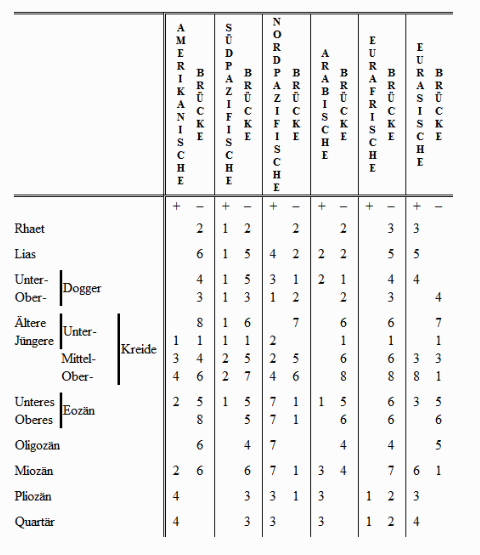 AMERIKANISCHE BRÜCKE SÜDPAZIFISCHE BRÜCKE NORDPAZIFISCHE BRÜCKE ARABISCHE BRÜCKE EURAFRISCHE BRÜCKE EURASISCHE BRÜCKE
+ – + – + – + – + – + –
Rhaet 2 1 2 2 2 3 3
Lias 6 1 5 4 2 2 2 5 5
Unter- 4 1 5 3 1 2 1 4 4
Dogger
Ober- 3 1 3 1 2 2 3 4
Ältere 8 1 6 7 6 6 7
Unter-
Jüngere 1 1 1 1 2 1 1 1
Kreide
Mittel- 3 4 2 5 2 5 6 6 3 3
Ober- 4 6 2 7 4 6 8 8 8 1
Unteres 2 5 1 5 7 1 1 5 6 3 5
Eozän
Oberes 8 5 7 1 6 6 6
Oligozän 6 4 7 4 4 5
Miozän 2 6 6 7 1 3 4 7 6 1
Pliozän 4 3 3 1 3 1 2 3
Quartär 4 3 3 3 1 2 4